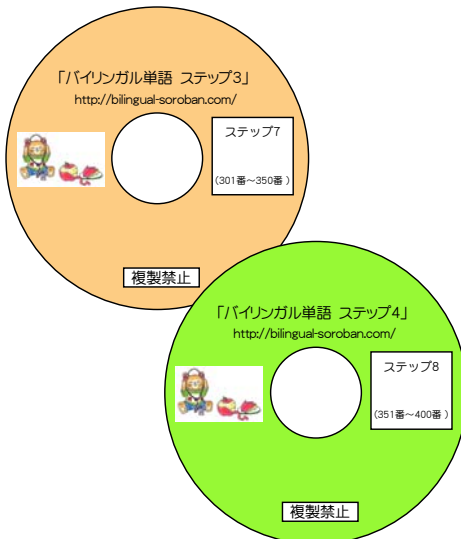 「バイリンガル単語 ステップ3」
http://bilingual-soroban.com/
ステップ7
(301番～350番 )
複製禁止
「バイリンガル単語 ステップ4」
http://bilingual-soroban.com/
ステップ8
(351番～400番 )
複製禁止